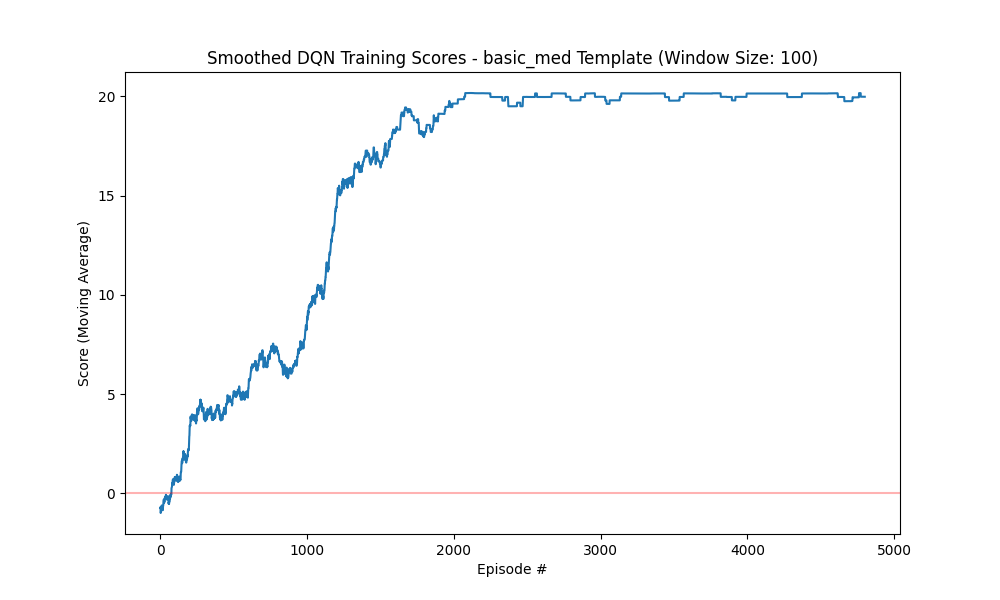 Smoothed DQN Training Scores - basic_med Template (Window Size: 100)
Score (Moving Average)
20
15
10
5
0
0 1000 2000 3000 4000 5000
Episode #